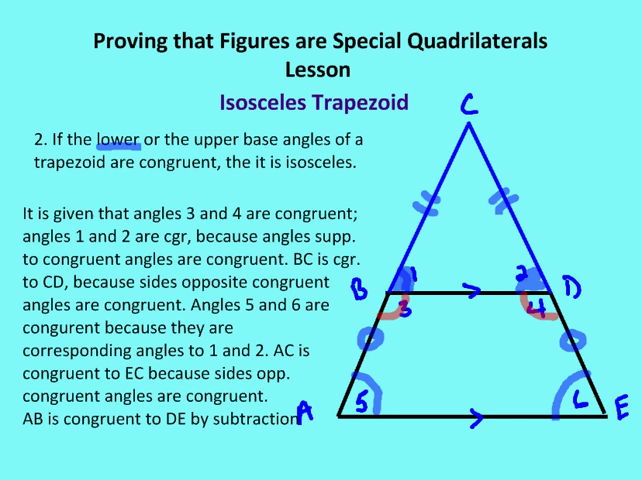 Proving that Figures are Special Quadrilaterals
Lesson
Isosceles Trapezoid
2. If the lower or the upper base angles of a
trapezoid are congruent, the it is isosceles.
It is given that angles 3 and 4 are congruent;
angles 1 and 2 are cgr, because angles supp.
to congruent angles are congruent. BC is cgr.
to CD, because sides opposite congruent
angles are congruent. Angles 5 and 6 are
congurent because they are
corresponding angles to 1 and 2. AC is
congruent to EC because sides opp.
congruent angles are congruent.
AB is congruent to DE by subtraction
C
1
2
B
D
3
4
5
6
A
E